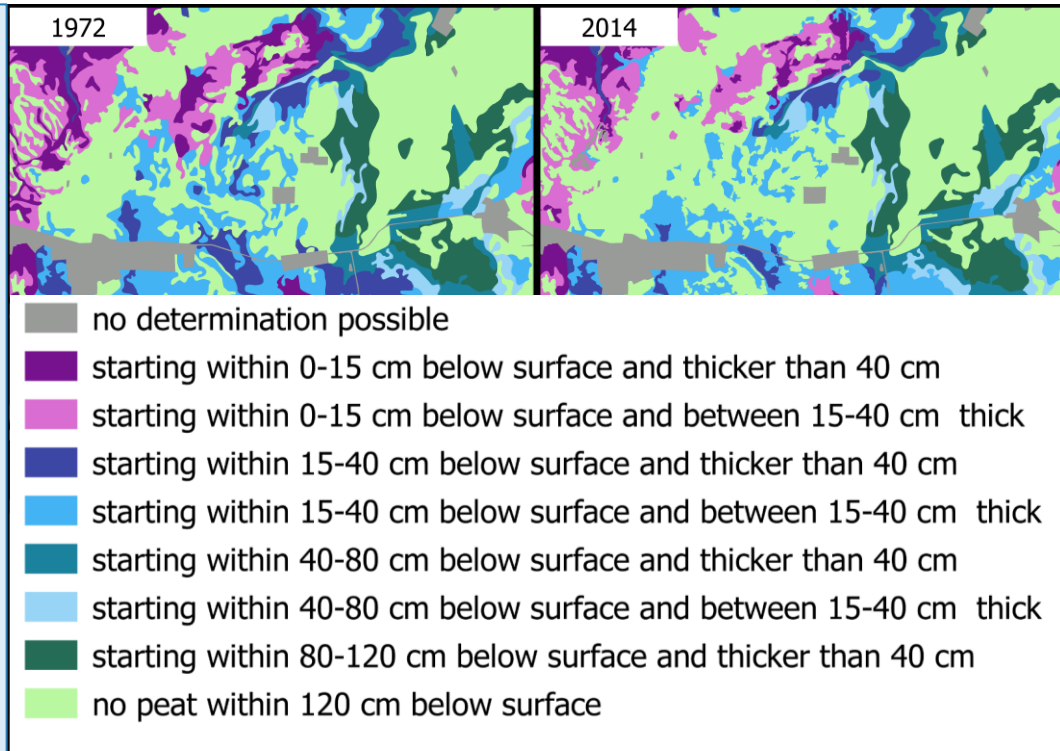 1972
2014
no determination possible
starting within 0-15 cm below surface and thicker than 40 cm
starting within 0-15 cm below surface and between 15-40 cm  thick
starting within 15-40 cm below surface and thicker than 40 cm
starting within 15-40 cm below surface and between 15-40 cm  thick
starting within 40-80 cm below surface and thicker than 40 cm
starting within 40-80 cm below surface and between 15-40 cm  thick
starting within 80-120 cm below surface and thicker than 40 cm
no peat within 120 cm below surface